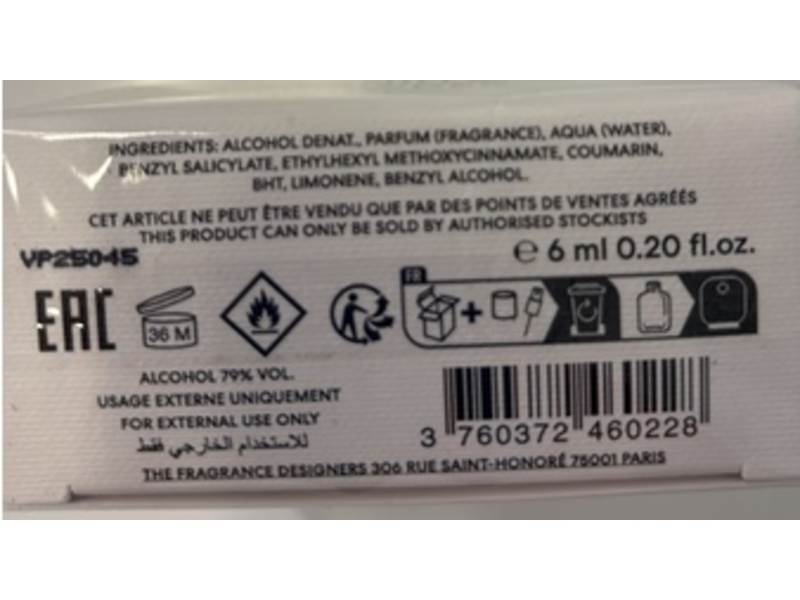 INGREDIENTS: ALCOHOL DENAT., PARFUM (FRAGRANCE), AQUA (WATER),
BENZYL SALICYLATE, ETHYLHEXYL METHOXYCINNAMATE, COUMARIN,
BHT, LIMONENE, BENZYL ALCOHOL.
CET ARTICLE NE PEUT ÊTRE VENDU QUE PAR DES POINTS DE VENTES AGRÉÉS
THIS PRODUCT CAN ONLY BE SOLD BY AUTHORISED STOCKISTS
VP25045
℮ 6 ml 0.20 fl.oz.
EAC
36 M
FR
+
ALCOHOL 79% VOL.
USAGE EXTERNE UNIQUEMENT
FOR EXTERNAL USE ONLY
للاستخدام الخارجي فقط
3 760372 460228
THE FRAGRANCE DESIGNERS 306 RUE SAINT-HONORÉ 75001 PARIS